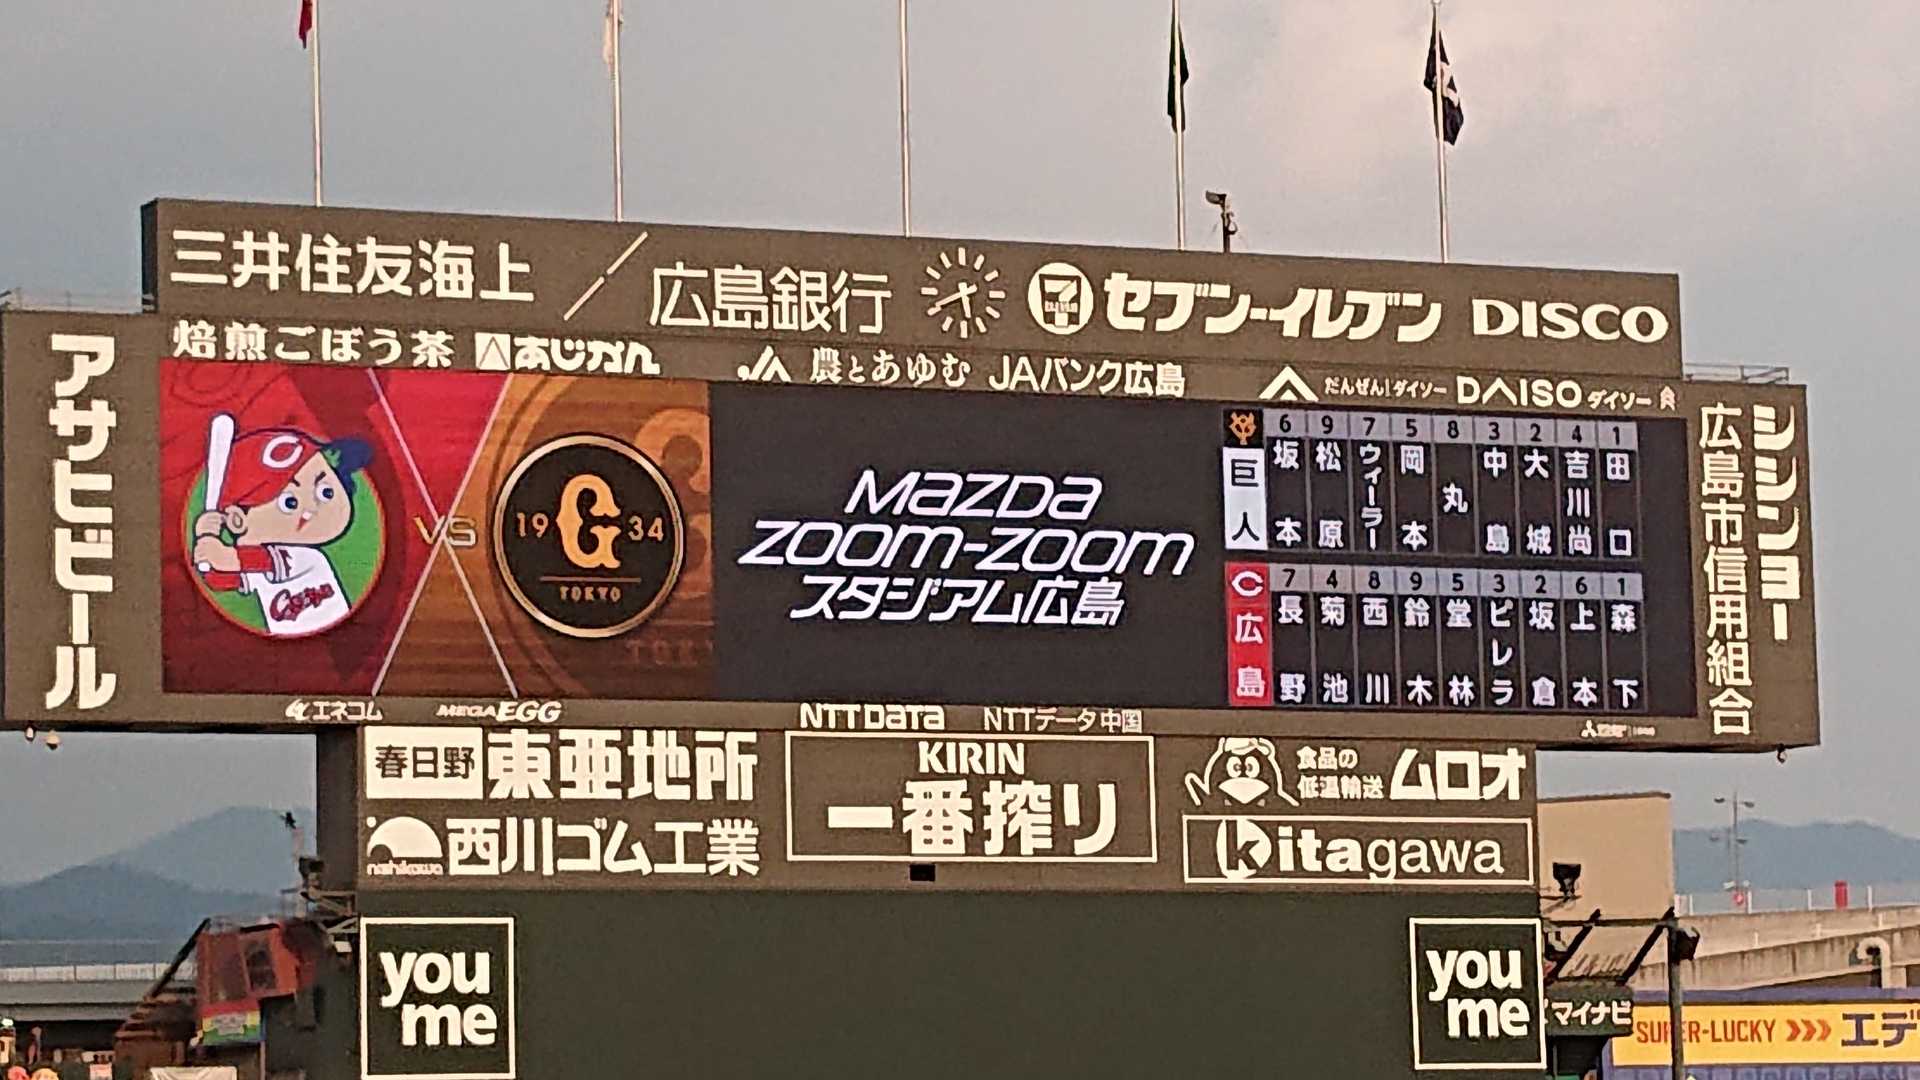 三井住友海上 ／ 広島銀行 7 ELEVEN セブン-イレブン DISCO
焙煎ごぼう茶 あじかん JA 農とあゆむ JAバンク広島 だんぜん!ダイソー DAISO ダイソー
アサヒビール
C
Carp
VS
19 G 34
TOKYO
MAZDA
ZOOM-ZOOM
スタジアム広島
巨人
6 9 7 5 8 3 2 4 1
坂本 松原 ウィーラー 岡本 丸 中島 大城 吉川尚 田口
C 広島
7 4 8 9 5 3 2 6 1
長野 菊池 西川 鈴木 堂林 ピレラ 坂倉 上本 森下
シシンヨー
広島市信用組合
エネコム MEGA EGG NTT DATA NTTデータ中国
春日野 東亜地所
nishikawa 西川ゴム工業
KIRIN
一番搾り
食品の
低温輸送 ムロオ
kitagawa
you
me
you
me
マイナビ
SUPER-LUCKY エデ